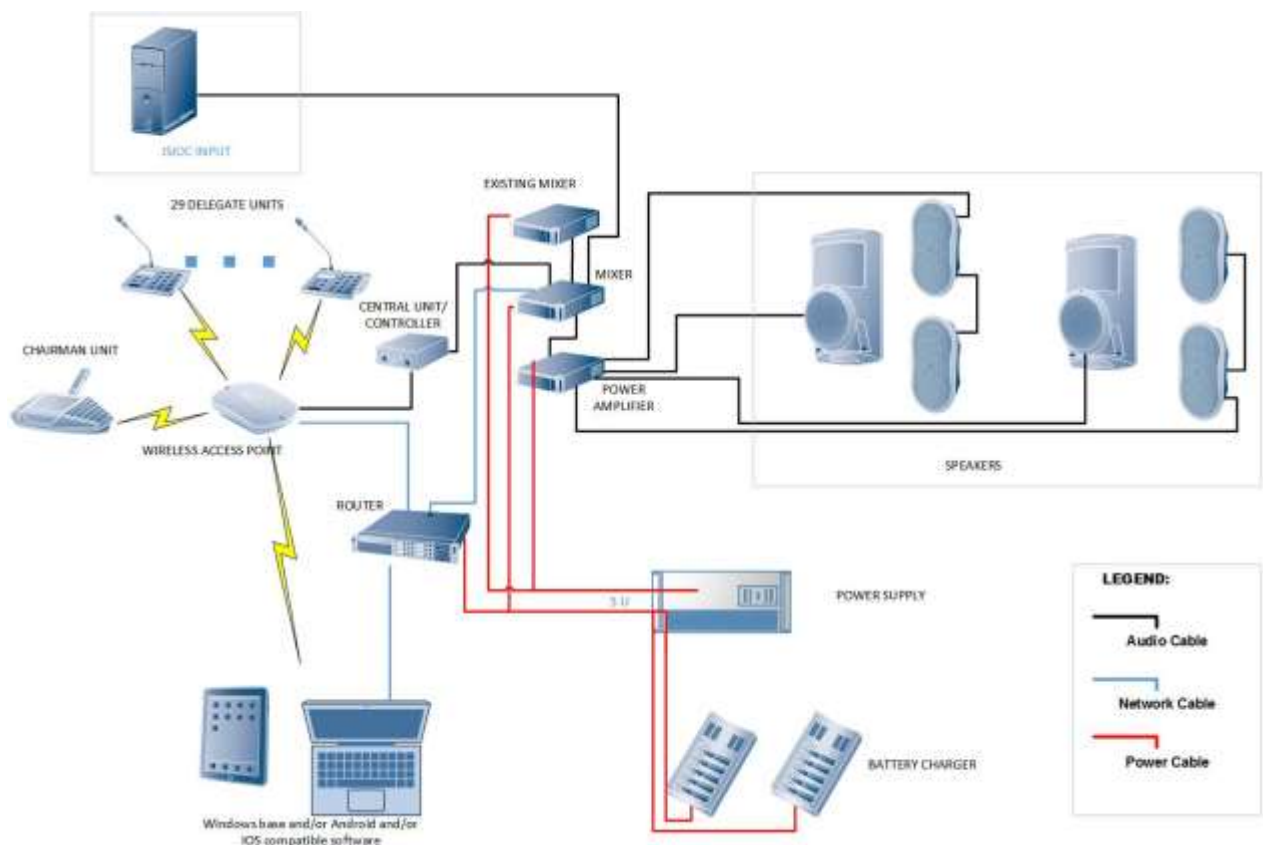 ISIOC INPUT
29 DELEGATE UNITS
EXISTING MIXER
MIXER
CENTRAL UNIT/
CONTROLLER
CHAIRMAN UNIT
POWER
AMPLIFIER
WIRELESS ACCESS POINT
SPEAKERS
ROUTER
5 U
POWER SUPPLY
LEGEND:
Audio Cable
Network Cable
Power Cable
BATTERY CHARGER
Windows base and/or Android and/or
IOS compatible software